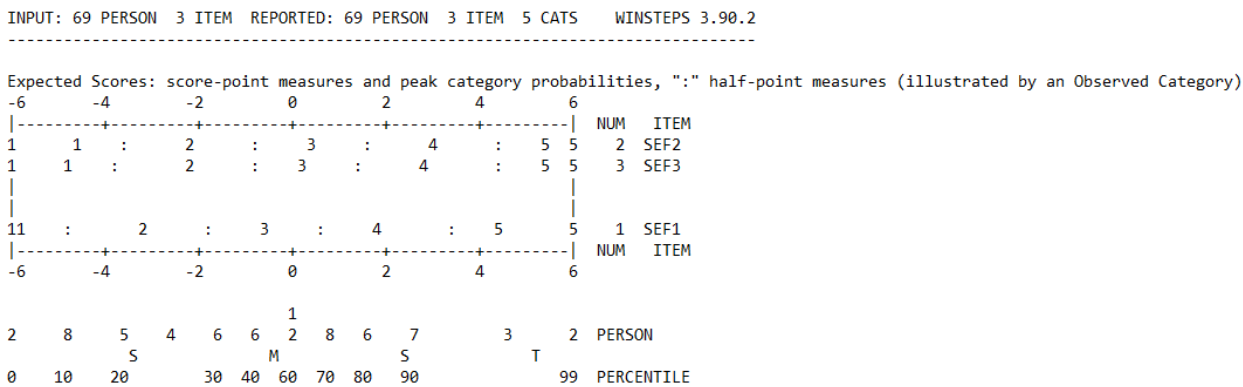 INPUT: 69 PERSON  3 ITEM  REPORTED: 69 PERSON  3 ITEM  5 CATS    WINSTEPS 3.90.2
--------------------------------------------------------------------------------
Expected Scores: score-point measures and peak category probabilities, ":" half-point measures (illustrated by an Observed Category)
-6       -4        -2         0         2         4         6
|---------+---------+---------+---------+---------+---------|  NUM   ITEM
1      1    :      2      :     3     :      4      :    5  5    2  SEF2
1     1    :       2      :    3     :      4       :    5  5    3  SEF3
|                                                           |
|                                                           |
11    :       2      :     3     :     4       :    5       5    1  SEF1
|---------+---------+---------+---------+---------+---------|  NUM   ITEM
-6       -4        -2         0         2         4         6
                              1
2     8     5    4    6   6   2   8   6    7         3      2  PERSON
             S              M             S             T
0    10    20        30  40  60  70  80   90               99  PERCENTILE